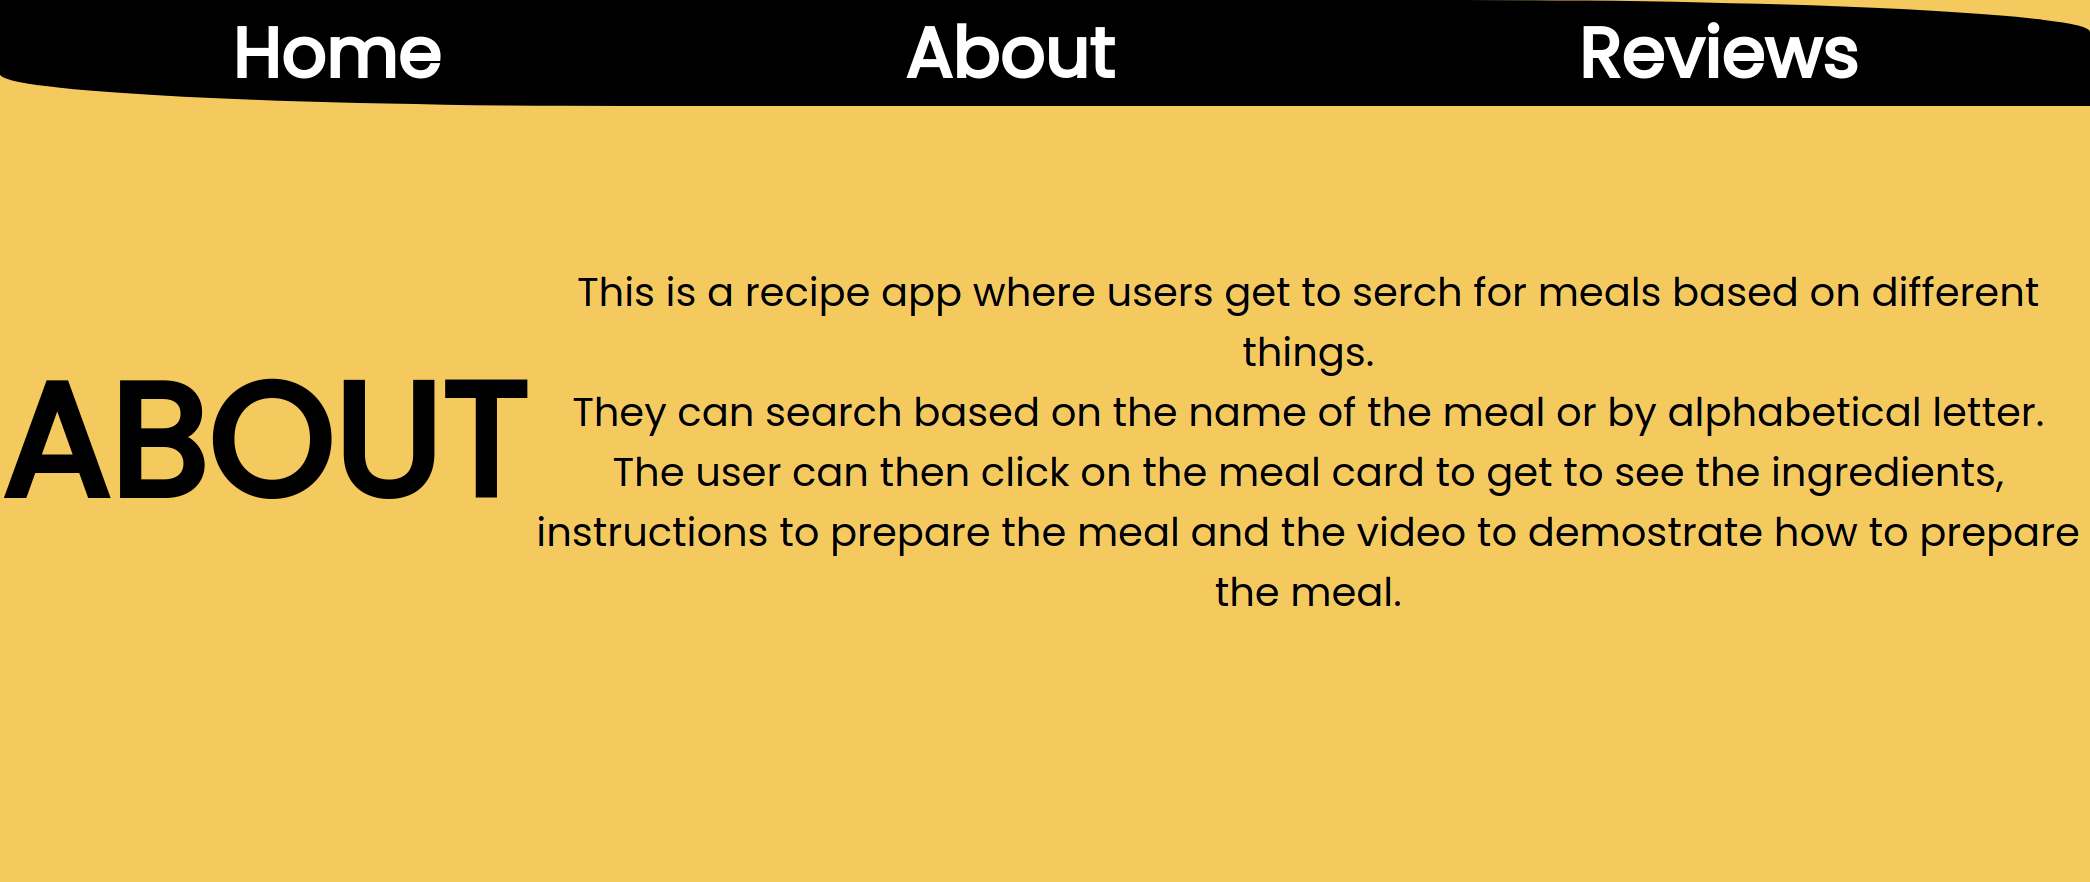 Home About Reviews
ABOUT
This is a recipe app where users get to serch for meals based on different
things.
They can search based on the name of the meal or by alphabetical letter.
The user can then click on the meal card to get to see the ingredients,
instructions to prepare the meal and the video to demostrate how to prepare
the meal.